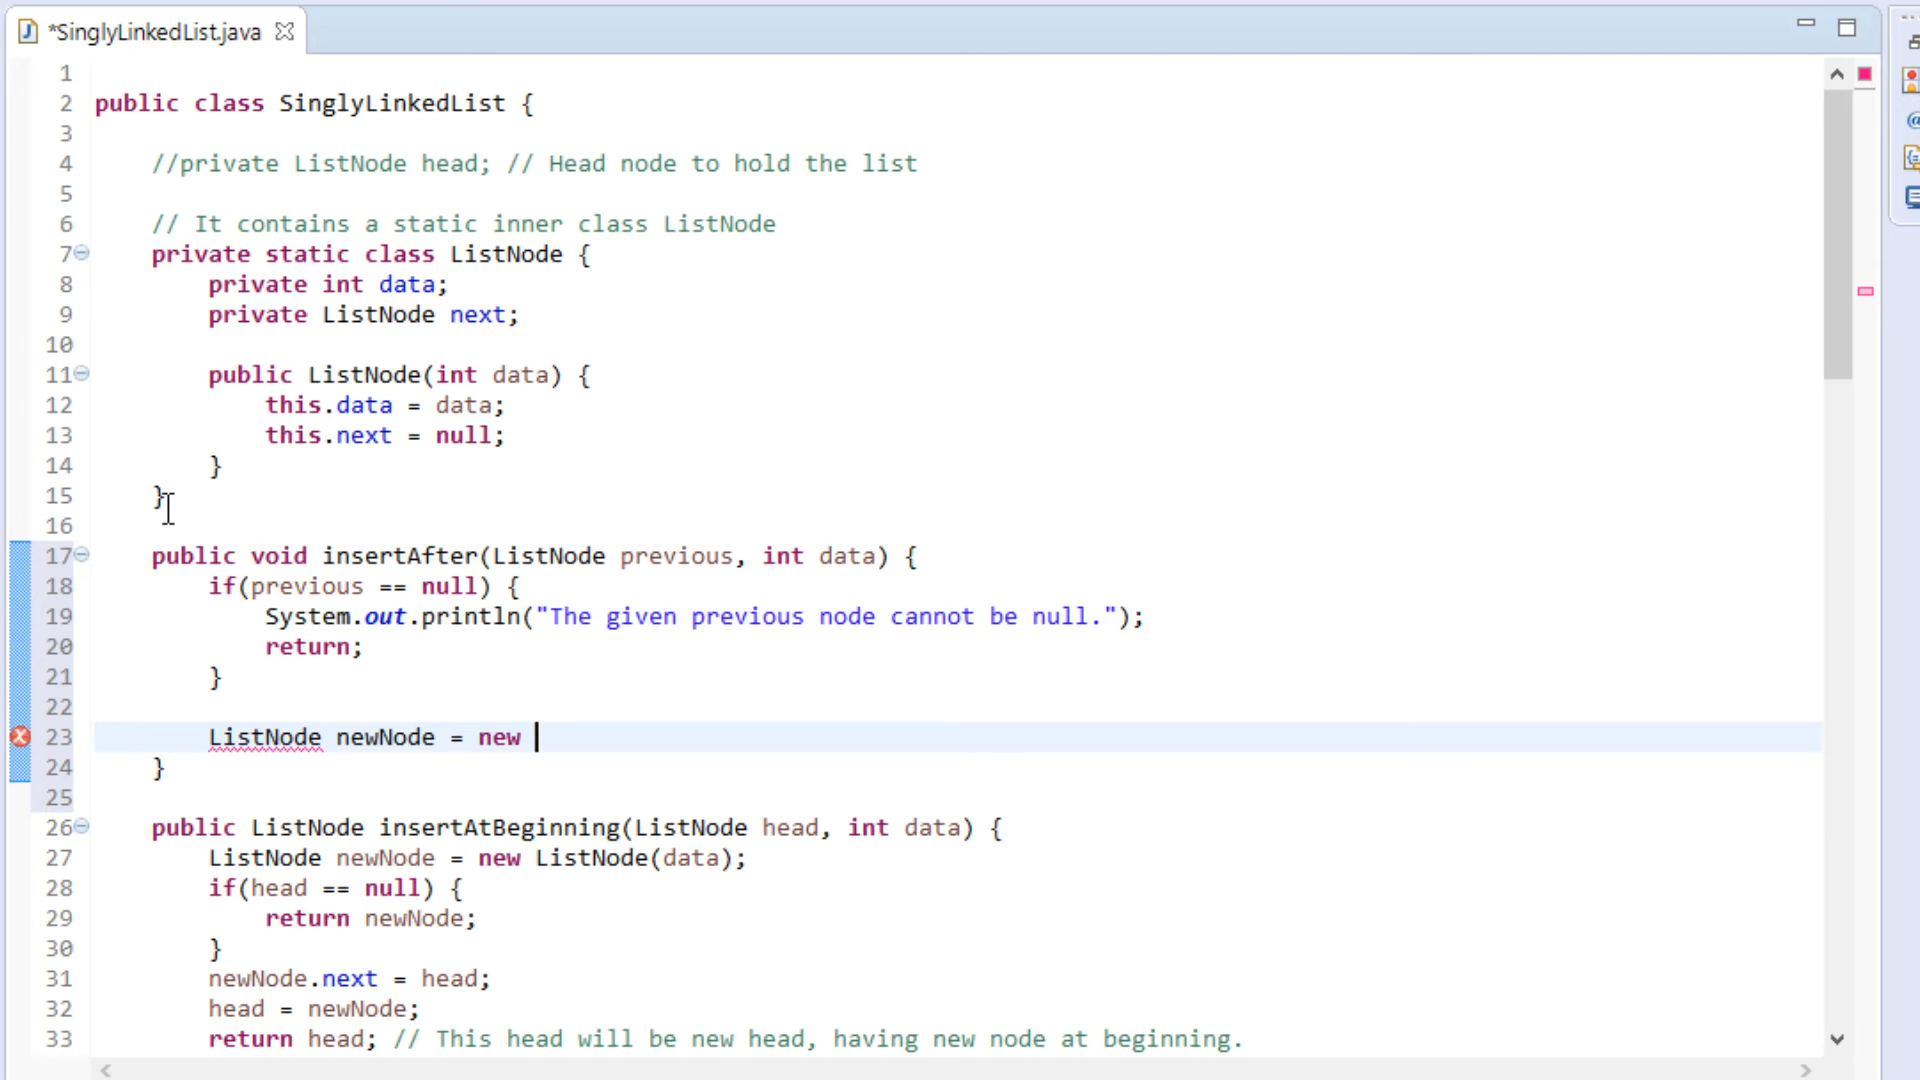 *SinglyLinkedList.java
1
2 public class SinglyLinkedList {
3
4 //private ListNode head; // Head node to hold the list
5
6 // It contains a static inner class ListNode
7 private static class ListNode {
8 private int data;
9 private ListNode next;
10
11 public ListNode(int data) {
12 this.data = data;
13 this.next = null;
14 }
15 }
16
17 public void insertAfter(ListNode previous, int data) {
18 if(previous == null) {
19 System.out.println("The given previous node cannot be null.");
20 return;
21 }
22
23 ListNode newNode = new
24 }
25
26 public ListNode insertAtBeginning(ListNode head, int data) {
27 ListNode newNode = new ListNode(data);
28 if(head == null) {
29 return newNode;
30 }
31 newNode.next = head;
32 head = newNode;
33 return head; // This head will be new head, having new node at beginning.